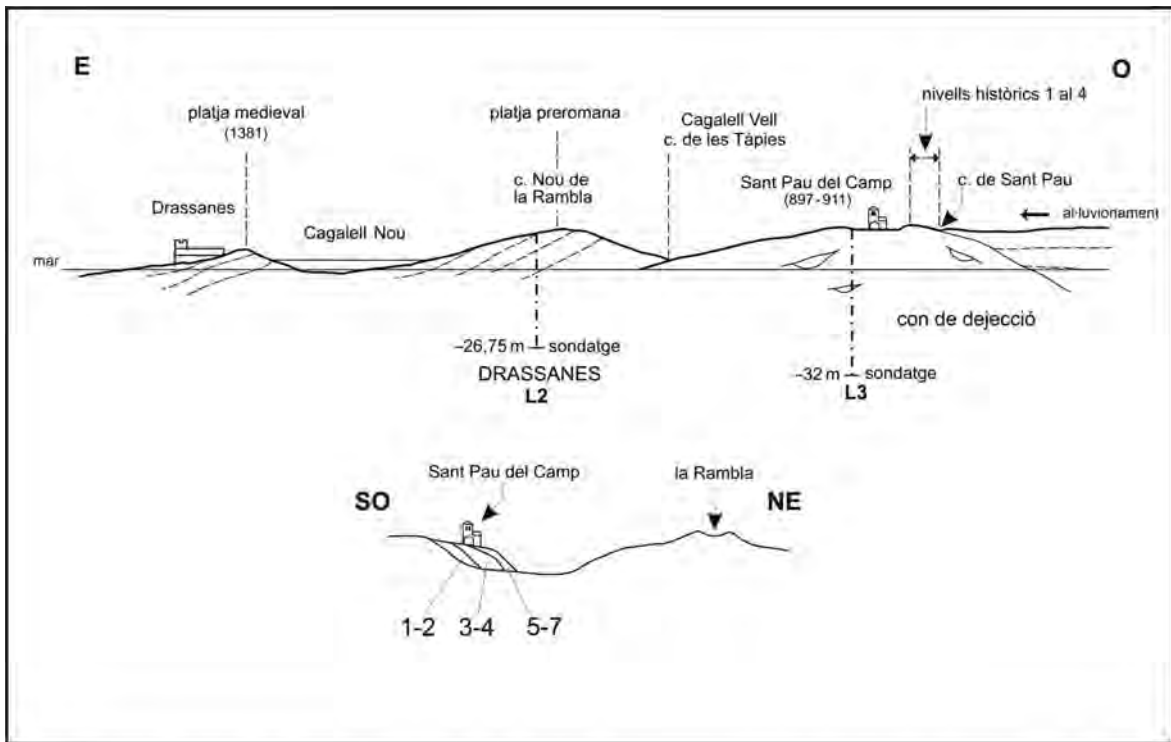 E
O
nivells històrics 1 al 4
platja medieval
(1381)
platja preromana
Cagalell Vell
c. de les Tàpies
c. Nou de
la Rambla
Sant Pau del Camp
(897-911)
c. de Sant Pau
Drassanes
Cagalell Nou
al·luvionament
mar
con de dejecció
–26,75 m
sondatge
DRASSANES
L2
–32 m
sondatge
L3
Sant Pau del Camp
la Rambla
SO
NE
1-2
3-4
5-7